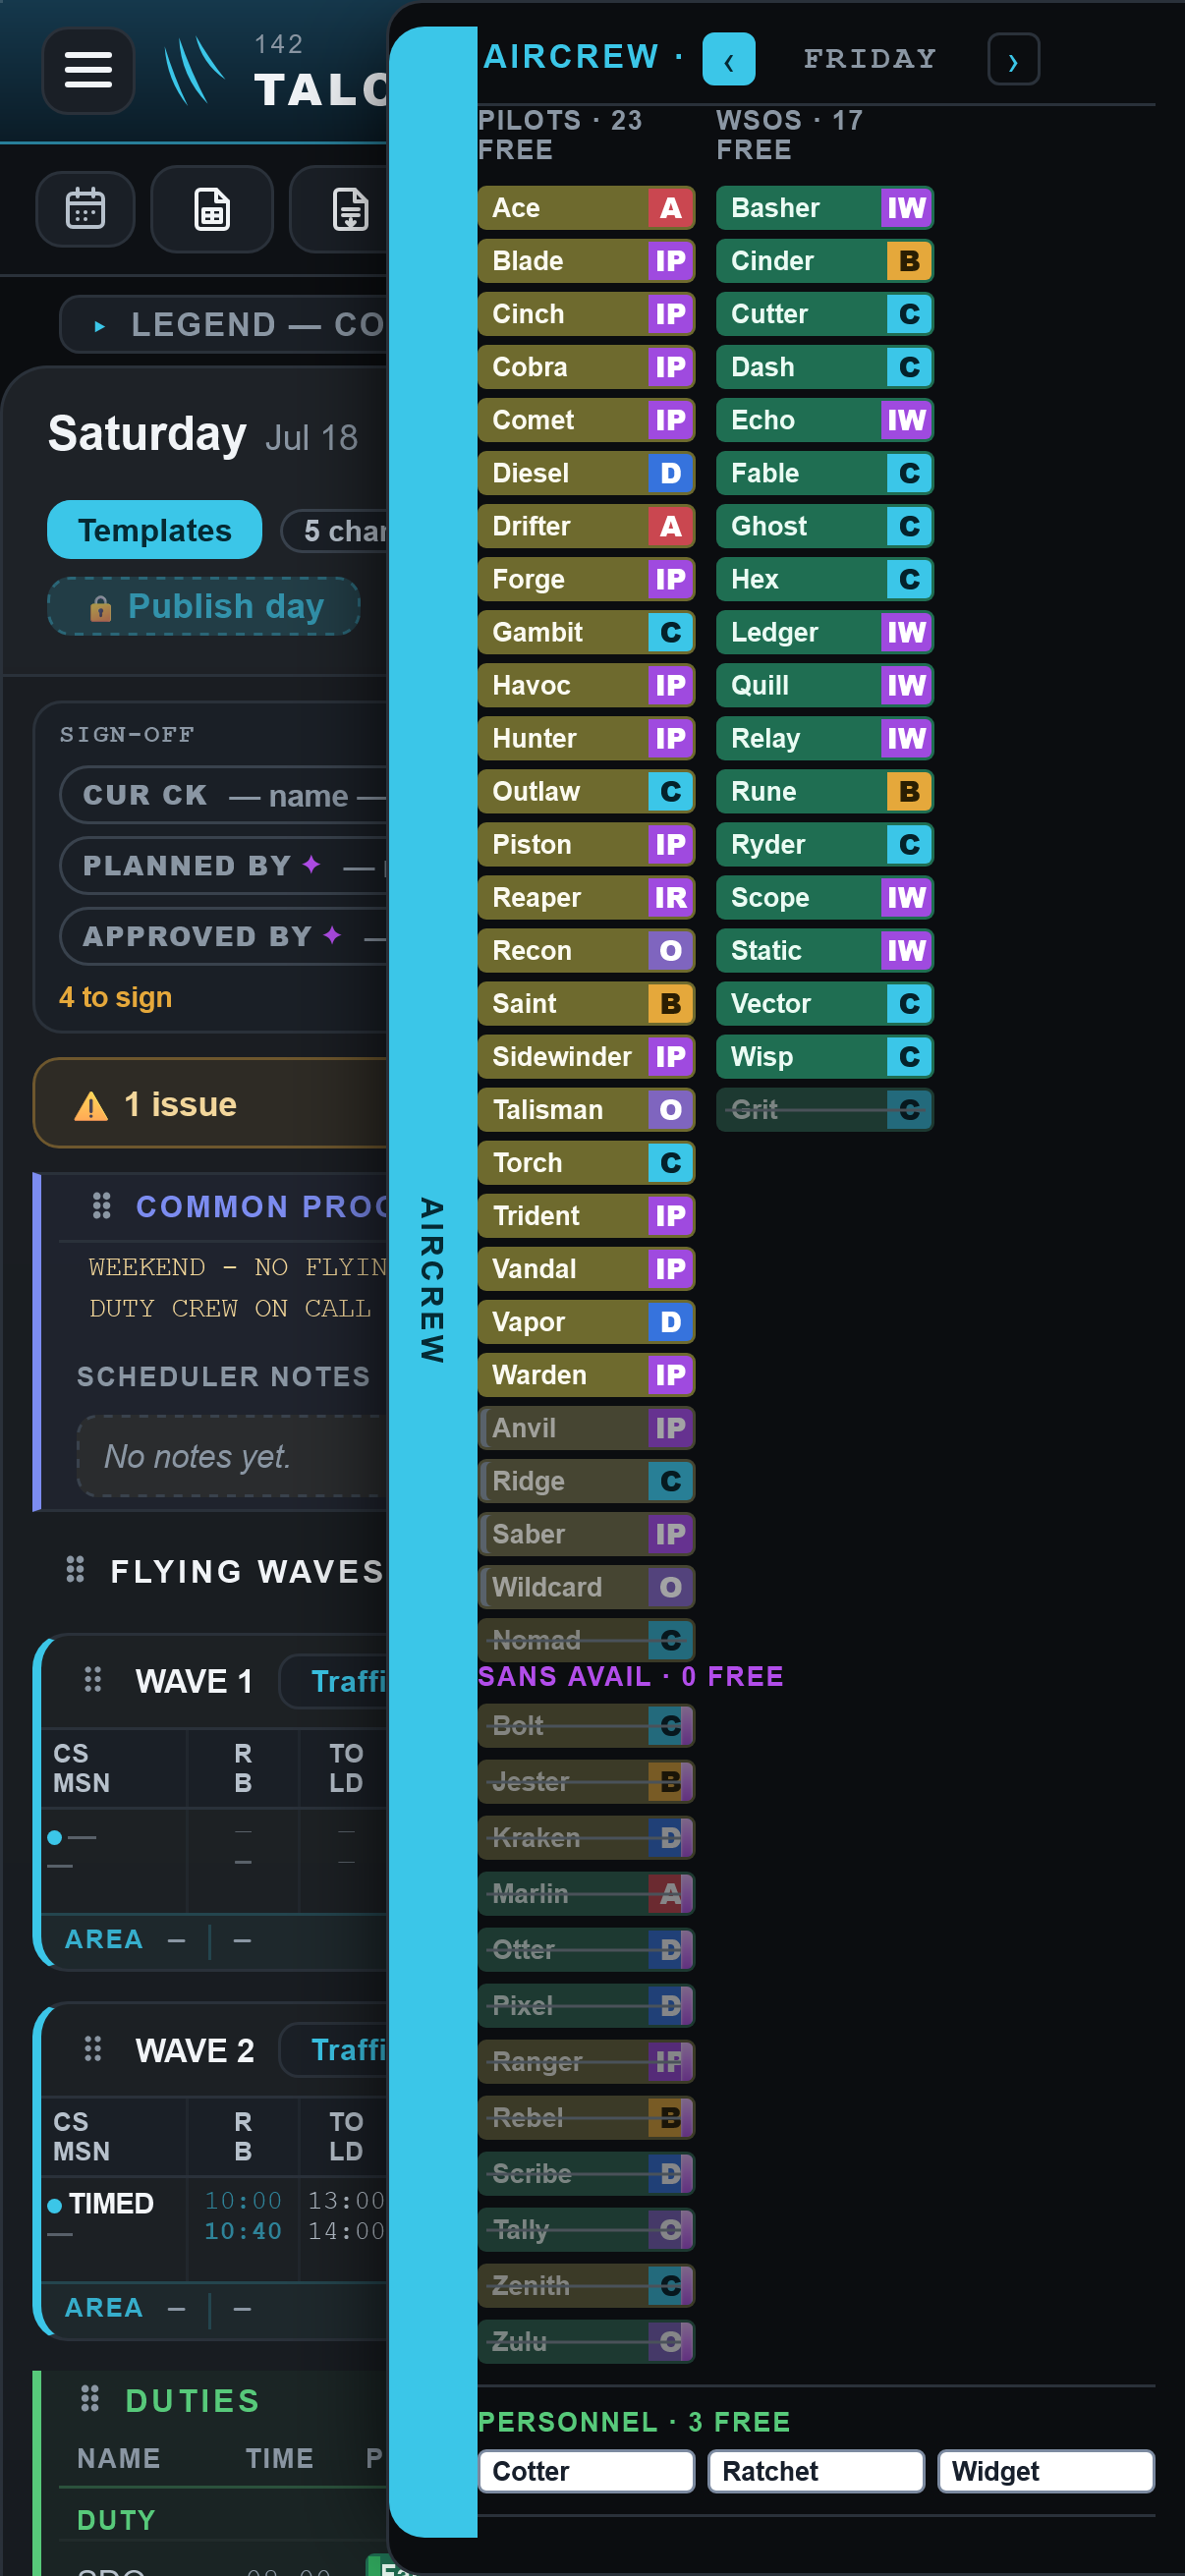 142
TALO
LEGEND — CO
Saturday Jul 18
Templates
5 char
🔒 Publish day
SIGN-OFF
CUR CK — name —
PLANNED BY ✦ —
APPROVED BY ✦ —
4 to sign
⚠️ 1 issue
COMMON PROC
WEEKEND – NO FLYIN
DUTY CREW ON CALL
SCHEDULER NOTES
No notes yet.
FLYING WAVES
WAVE 1 Traffi
CS R TO
MSN B LD
— — —
— — —
AREA — —
WAVE 2 Traffi
CS R TO
MSN B LD
TIMED 10:00 13:00
— 10:40 14:00
AREA — —
DUTIES
NAME TIME P
DUTY
AIRCREW
AIRCREW · ‹ FRIDAY ›
PILOTS · 23 FREE
WSOS · 17 FREE
Ace A
Blade IP
Cinch IP
Cobra IP
Comet IP
Diesel D
Drifter A
Forge IP
Gambit C
Havoc IP
Hunter IP
Outlaw C
Piston IP
Reaper IR
Recon O
Saint B
Sidewinder IP
Talisman O
Torch C
Trident IP
Vandal IP
Vapor D
Warden IP
Anvil IP
Ridge C
Saber IP
Wildcard O
Nomad C
Basher IW
Cinder B
Cutter C
Dash C
Echo IW
Fable C
Ghost C
Hex C
Ledger IW
Quill IW
Relay IW
Rune B
Ryder C
Scope IW
Static IW
Vector C
Wisp C
Grit C
SANS AVAIL · 0 FREE
Bolt C
Jester B
Kraken D
Marlin A
Otter D
Pixel D
Ranger IP
Rebel B
Scribe D
Tally O
Zenith C
Zulu O
PERSONNEL · 3 FREE
Cotter
Ratchet
Widget